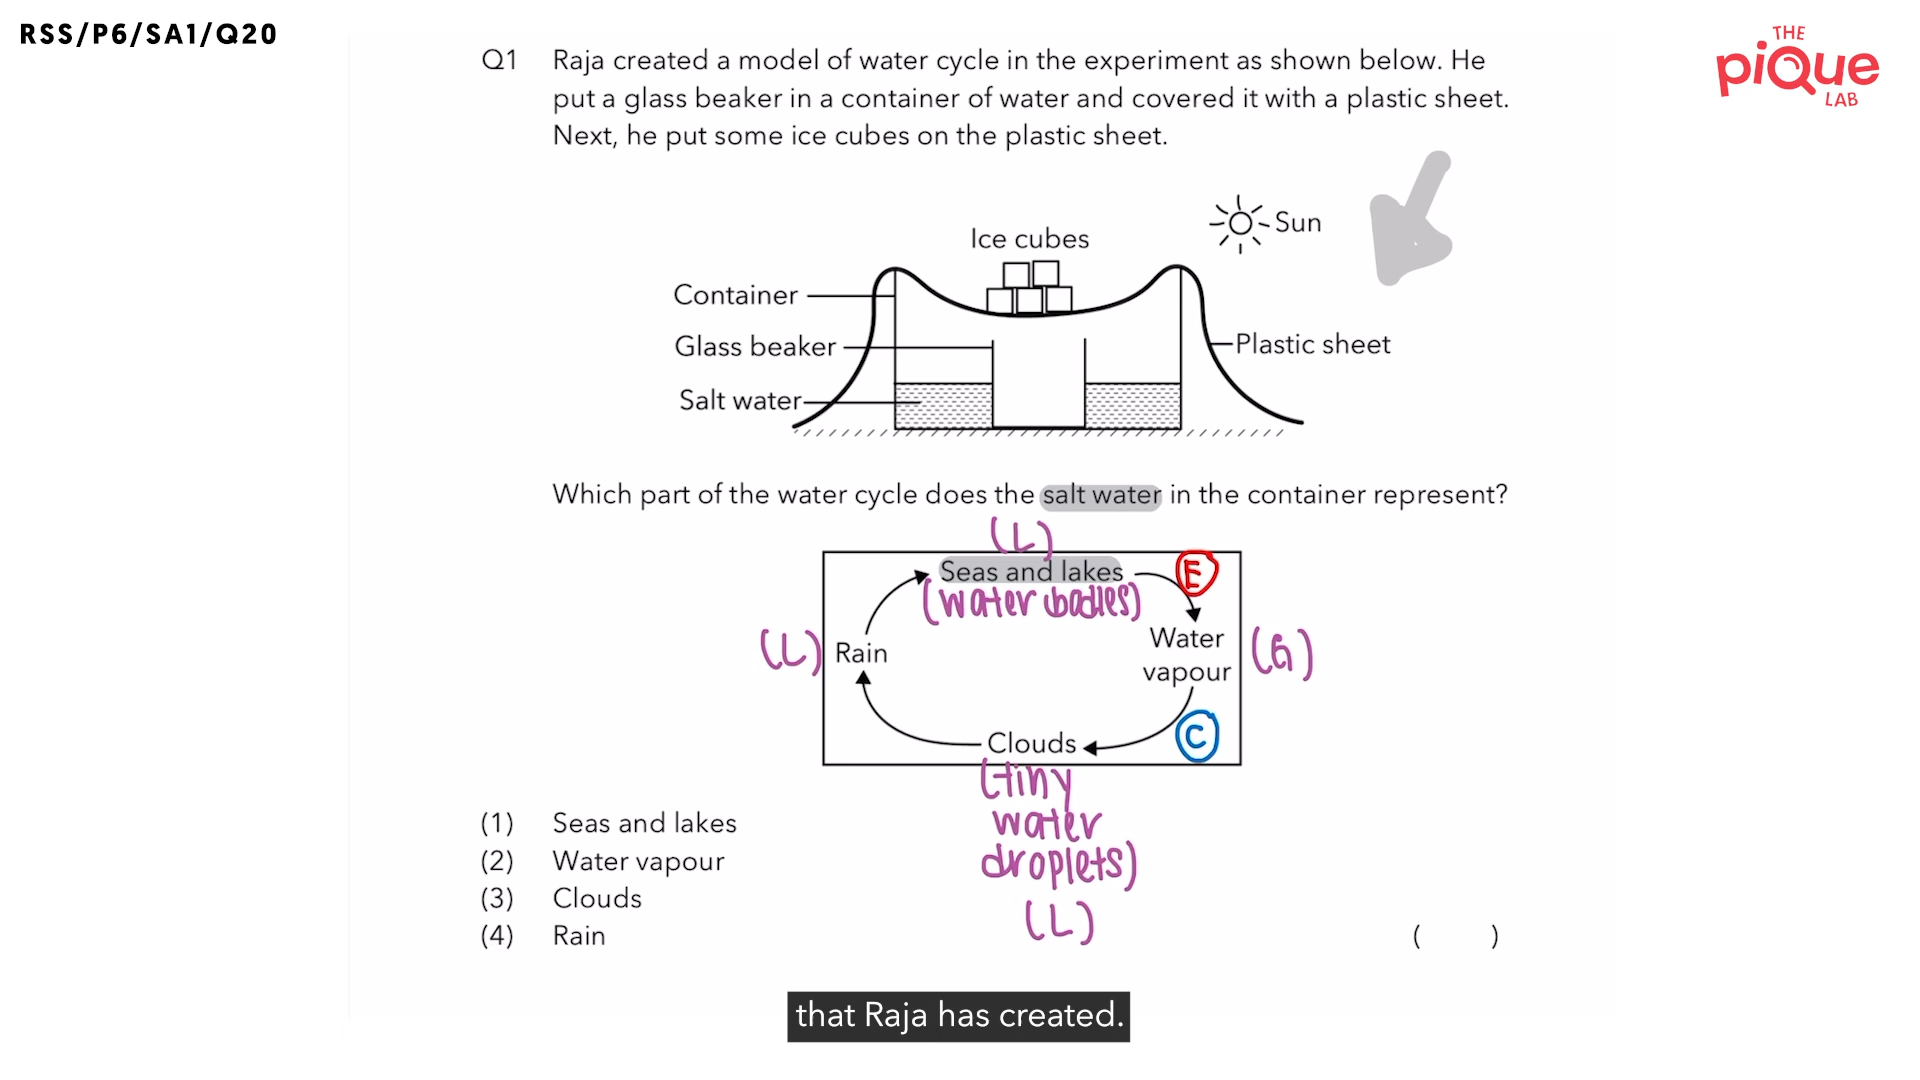 RSS/P6/SA1/Q20
THE
piQue
LAB
Q1 Raja created a model of water cycle in the experiment as shown below. He
put a glass beaker in a container of water and covered it with a plastic sheet.
Next, he put some ice cubes on the plastic sheet.
Sun
Ice cubes
Container
Glass beaker
Plastic sheet
Salt water
Which part of the water cycle does the salt water in the container represent?
(L)
Seas and lakes
E
(water bodies)
Water
vapour
(G)
(L)
Rain
C
Clouds
(tiny
water
droplets)
(L)
(1) Seas and lakes
(2) Water vapour
(3) Clouds
(4) Rain
( )
that Raja has created.